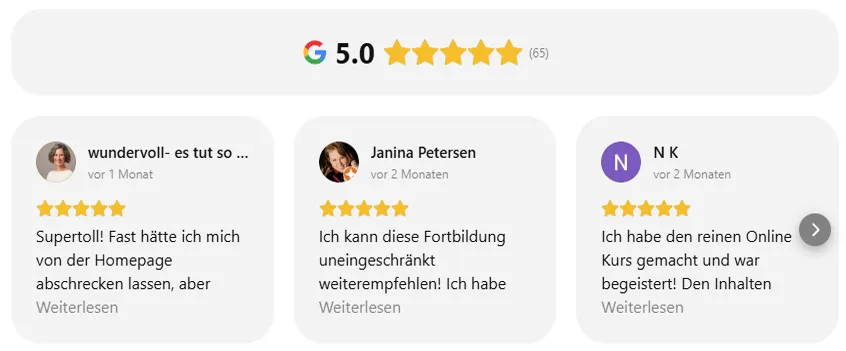 5.0 (65)
wundervoll- es tut so ...
vor 1 Monat
Supertoll! Fast hätte ich mich
von der Homepage
abschrecken lassen, aber
Weiterlesen
Janina Petersen
vor 2 Monaten
Ich kann diese Fortbildung
uneingeschränkt
weiterempfehlen! Ich habe
Weiterlesen
N
N K
vor 2 Monaten
Ich habe den reinen Online
Kurs gemacht und war
begeistert! Den Inhalten
Weiterlesen